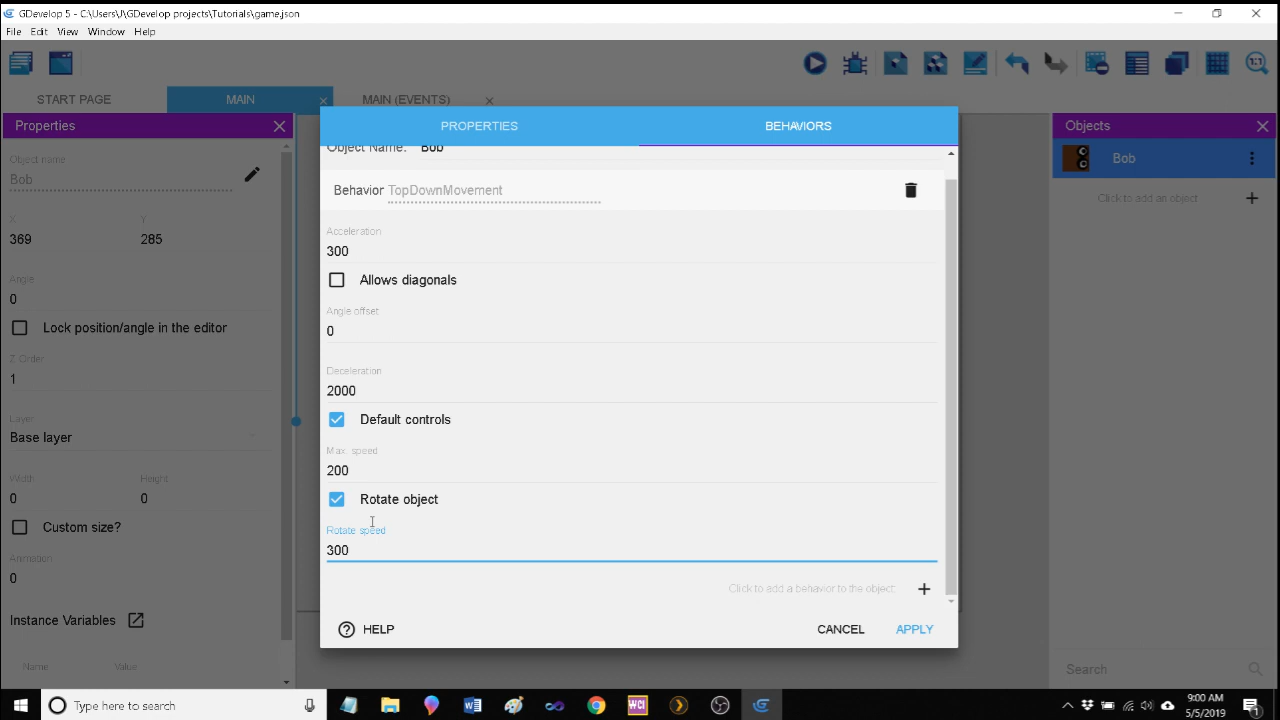 GDevelop 5 - C:\Users\J\GDevelop projects\Tutorials\game.json
File Edit View Window Help
1:1
START PAGE MAIN MAIN (EVENTS)
Properties
Object name
Bob
X Y
369 285
Angle
0
Lock position/angle in the editor
Z Order
1
Layer
Base layer
Width Height
0 0
Custom size?
Animation
0
Instance Variables
Name Value
PROPERTIES BEHAVIORS
Object Name: Bob
Behavior TopDownMovement
Acceleration
300
Allows diagonals
Angle offset
0
Deceleration
2000
Default controls
Max. speed
200
Rotate object
Rotate speed
300
Click to add a behavior to the object
HELP CANCEL APPLY
Objects
Bob
Click to add an object
Search
Type here to search
WCI
9:00 AM
5/5/2019
1